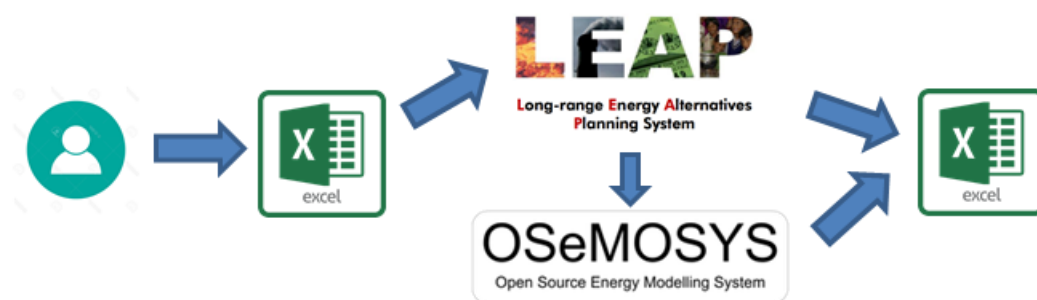 LEAP
Long-range Energy Alternatives
Planning System
X
excel
X
excel
OSeMOSYS
Open Source Energy Modelling System